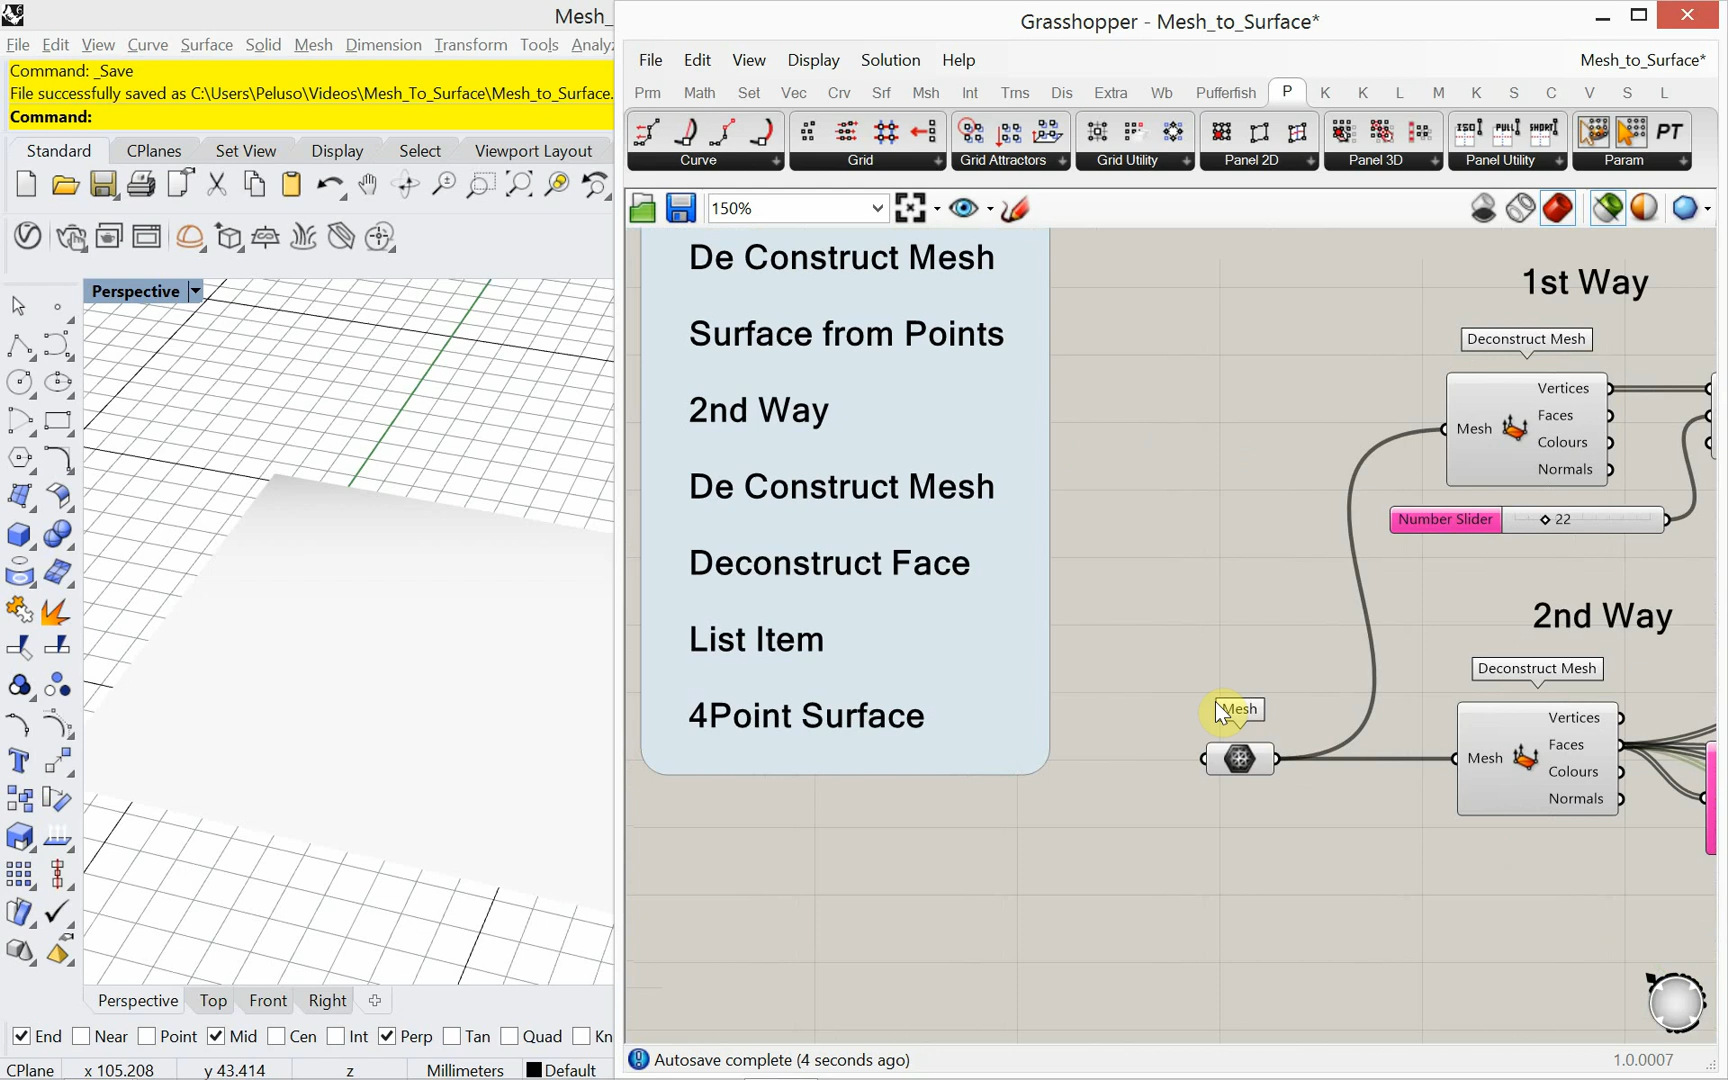 Mesh_
File Edit View Curve Surface Solid Mesh Dimension Transform Tools Analy
Command: _Save
File successfully saved as C:\Users\Peluso\Videos\Mesh_To_Surface\Mesh_to_Surface.
Command:
Standard CPlanes Set View Display Select Viewport Layout
Perspective
Perspective Top Front Right
End Near Point Mid Cen Int Perp Tan Quad Kn
CPlane x 105.208 y 43.414 z Millimeters Default
Grasshopper - Mesh_to_Surface*
File Edit View Display Solution Help Mesh_to_Surface*
Prm Math Set Vec Crv Srf Msh Int Trns Dis Extra Wb Pufferfish P K K L M K S C V S L
ISO PULL SHORT PT
Curve Grid Grid Attractors Grid Utility Panel 2D Panel 3D Panel Utility Param
150%
De Construct Mesh
Surface from Points
2nd Way
De Construct Mesh
Deconstruct Face
List Item
4Point Surface
1st Way
Deconstruct Mesh
Mesh
Vertices
Faces
Colours
Normals
Number Slider 22
2nd Way
Deconstruct Mesh
Mesh
Mesh
Vertices
Faces
Colours
Normals
Autosave complete (4 seconds ago) 1.0.0007